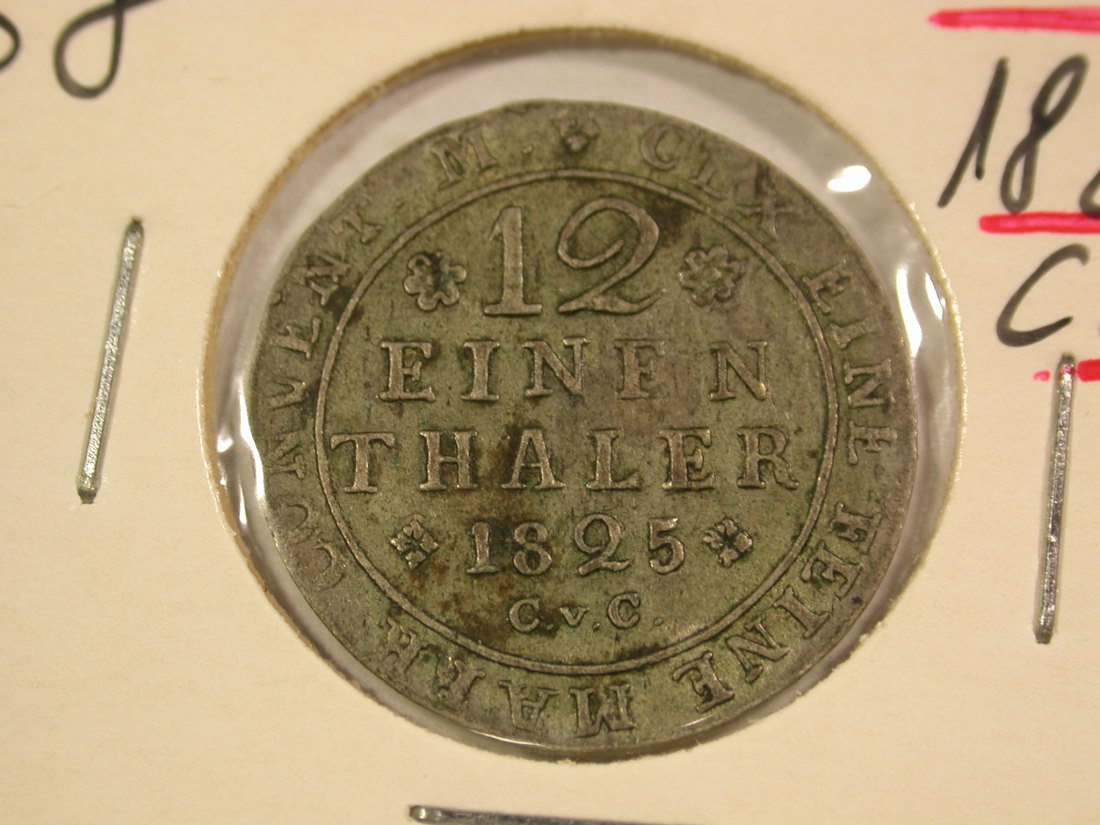 CLX EINE FEINE MARK CONVENT. M.
12
EINEN
THALER
1825
C.v.C.
18
C.